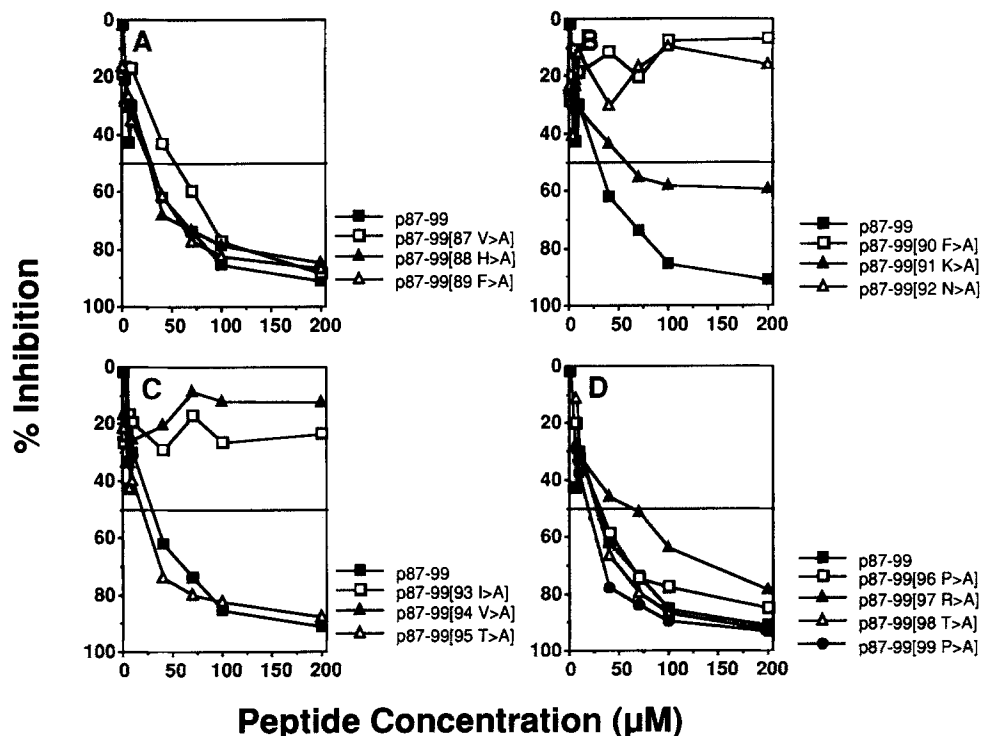 % Inhibition
A
0
20
40
60
80
100
0 50 100 150 200
p87-99
p87-99[87 V>A]
p87-99[88 H>A]
p87-99[89 F>A]
B
0
20
40
60
80
100
0 50 100 150 200
p87-99
p87-99[90 F>A]
p87-99[91 K>A]
p87-99[92 N>A]
C
0
20
40
60
80
100
0 50 100 150 200
p87-99
p87-99[93 I>A]
p87-99[94 V>A]
p87-99[95 T>A]
D
0
20
40
60
80
100
0 50 100 150 200
p87-99
p87-99[96 P>A]
p87-99[97 R>A]
p87-99[98 T>A]
p87-99[99 P>A]
Peptide Concentration (µM)